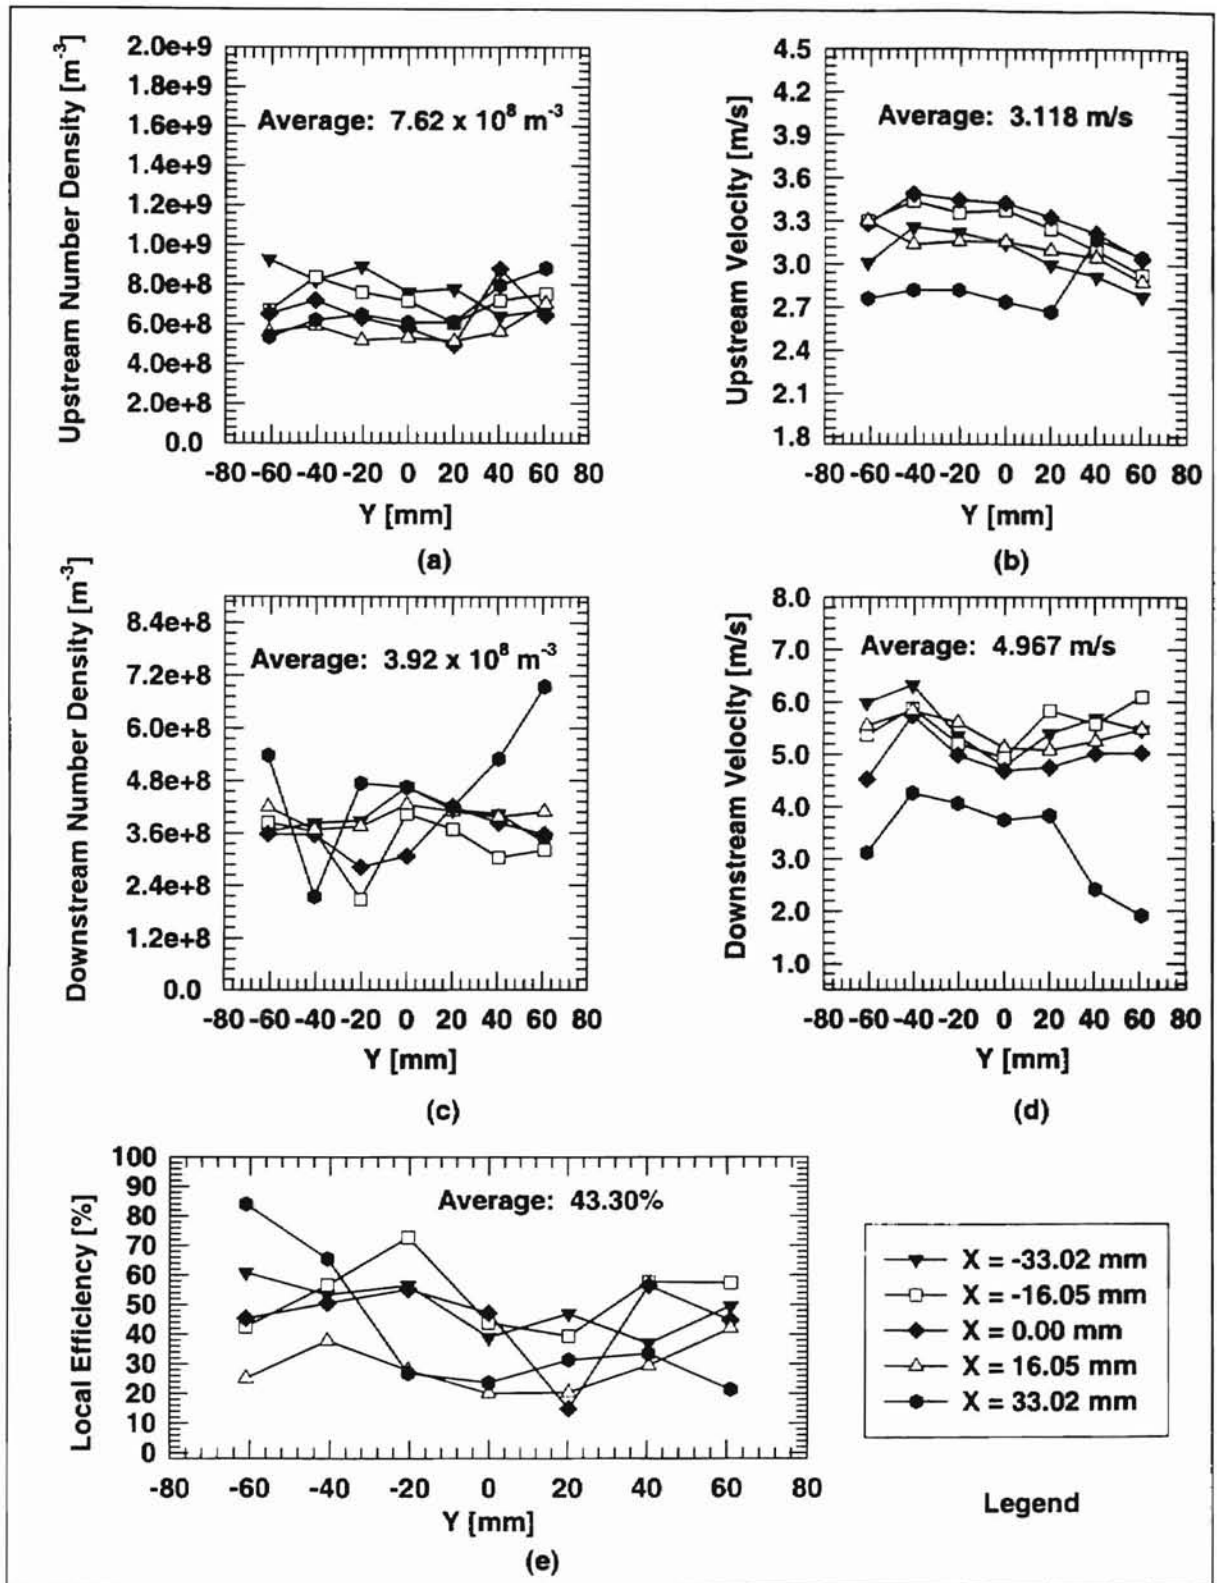 Upstream Number Density [m⁻³]
2.0e+9
1.8e+9
1.6e+9
1.4e+9
1.2e+9
1.0e+9
8.0e+8
6.0e+8
4.0e+8
2.0e+8
0.0
Average: 7.62 x 10⁸ m⁻³
-80 -60 -40 -20 0 20 40 60 80
Y [mm]
(a)
Upstream Velocity [m/s]
4.5
4.2
3.9
3.6
3.3
3.0
2.7
2.4
2.1
1.8
Average: 3.118 m/s
-80 -60 -40 -20 0 20 40 60 80
Y [mm]
(b)
Downstream Number Density [m⁻³]
8.4e+8
7.2e+8
6.0e+8
4.8e+8
3.6e+8
2.4e+8
1.2e+8
0.0
Average: 3.92 x 10⁸ m⁻³
-80 -60 -40 -20 0 20 40 60 80
Y [mm]
(c)
Downstream Velocity [m/s]
8.0
7.0
6.0
5.0
4.0
3.0
2.0
1.0
Average: 4.967 m/s
-80 -60 -40 -20 0 20 40 60 80
Y [mm]
(d)
Local Efficiency [%]
100
90
80
70
60
50
40
30
20
10
0
Average: 43.30%
-80 -60 -40 -20 0 20 40 60 80
Y [mm]
(e)
X = -33.02 mm
X = -16.05 mm
X = 0.00 mm
X = 16.05 mm
X = 33.02 mm
Legend